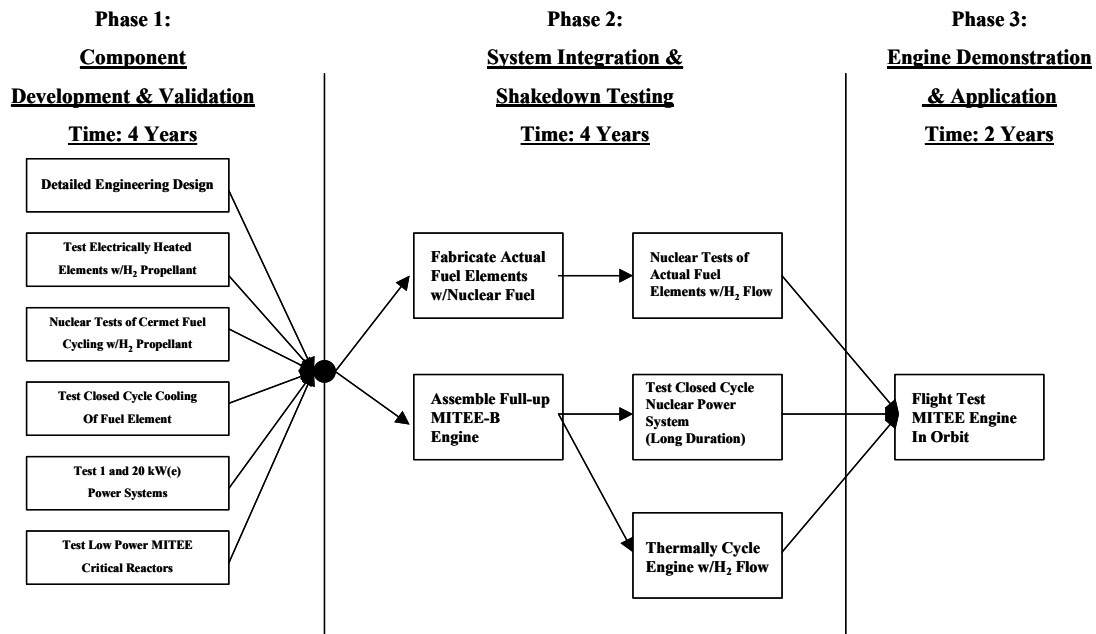 Phase 1:
Component
Development & Validation
Time: 4 Years
Detailed Engineering Design
Test Electrically Heated
Elements w/H₂ Propellant
Nuclear Tests of Cermet Fuel
Cycling w/H₂ Propellant
Test Closed Cycle Cooling
Of Fuel Element
Test 1 and 20 kW(e)
Power Systems
Test Low Power MITEE
Critical Reactors
Phase 2:
System Integration &
Shakedown Testing
Time: 4 Years
Fabricate Actual
Fuel Elements
w/Nuclear Fuel
Assemble Full-up
MITEE-B
Engine
Nuclear Tests of
Actual Fuel
Elements w/H₂ Flow
Test Closed Cycle
Nuclear Power
System
(Long Duration)
Thermally Cycle
Engine w/H₂ Flow
Phase 3:
Engine Demonstration
& Application
Time: 2 Years
Flight Test
MITEE Engine
In Orbit